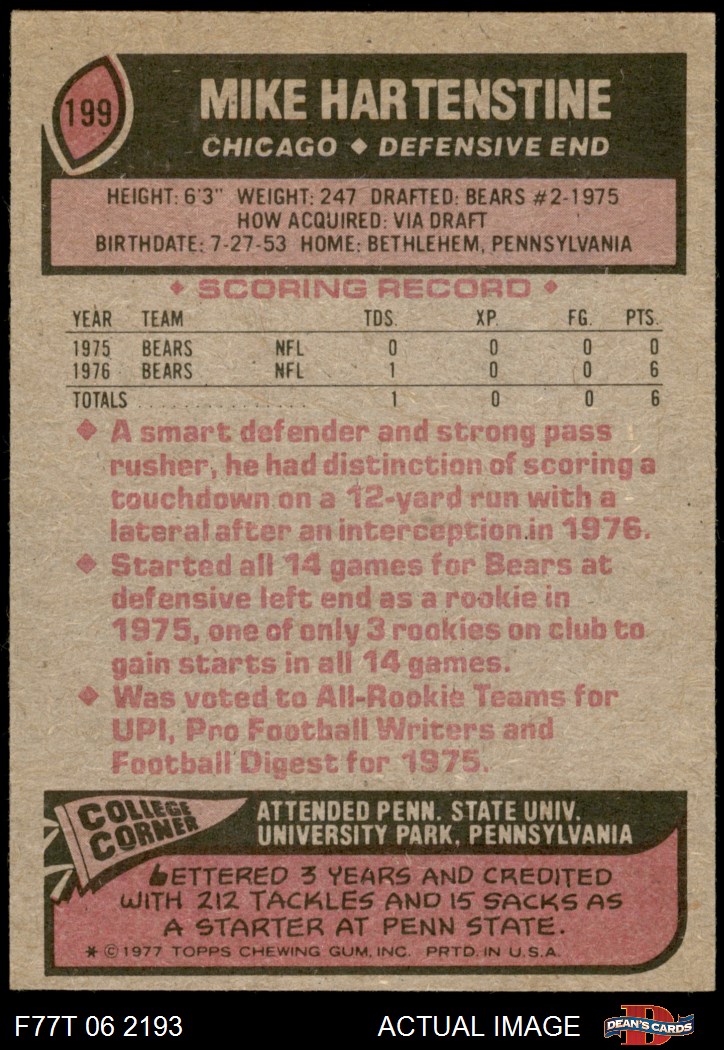 199
MIKE HARTENSTINE
CHICAGO ◆ DEFENSIVE END
HEIGHT: 6'3" WEIGHT: 247 DRAFTED: BEARS #2-1975
HOW ACQUIRED: VIA DRAFT
BIRTHDATE: 7-27-53 HOME: BETHLEHEM, PENNSYLVANIA
◆ SCORING RECORD ◆
YEAR TEAM TDS. XP. FG. PTS.
1975 BEARS NFL 0 0 0 0
1976 BEARS NFL 1 0 0 6
TOTALS . . . . . . . . . . . . . . . . . . 1 0 0 6
◆ A smart defender and strong pass
rusher, he had distinction of scoring a
touchdown on a 12-yard run with a
lateral after an interception in 1976.
◆ Started all 14 games for Bears at
defensive left end as a rookie in
1975, one of only 3 rookies on club to
gain starts in all 14 games.
◆ Was voted to All-Rookie Teams for
UPI, Pro Football Writers and
Football Digest for 1975.
COLLEGE
CORNER
ATTENDED PENN. STATE UNIV.
UNIVERSITY PARK, PENNSYLVANIA
LETTERED 3 YEARS AND CREDITED
WITH 212 TACKLES AND 15 SACKS AS
A STARTER AT PENN STATE.
* © 1977 TOPPS CHEWING GUM, INC. PRTD. IN U.S.A.
F77T 06 2193 ACTUAL IMAGE
D
DEAN'S CARDS